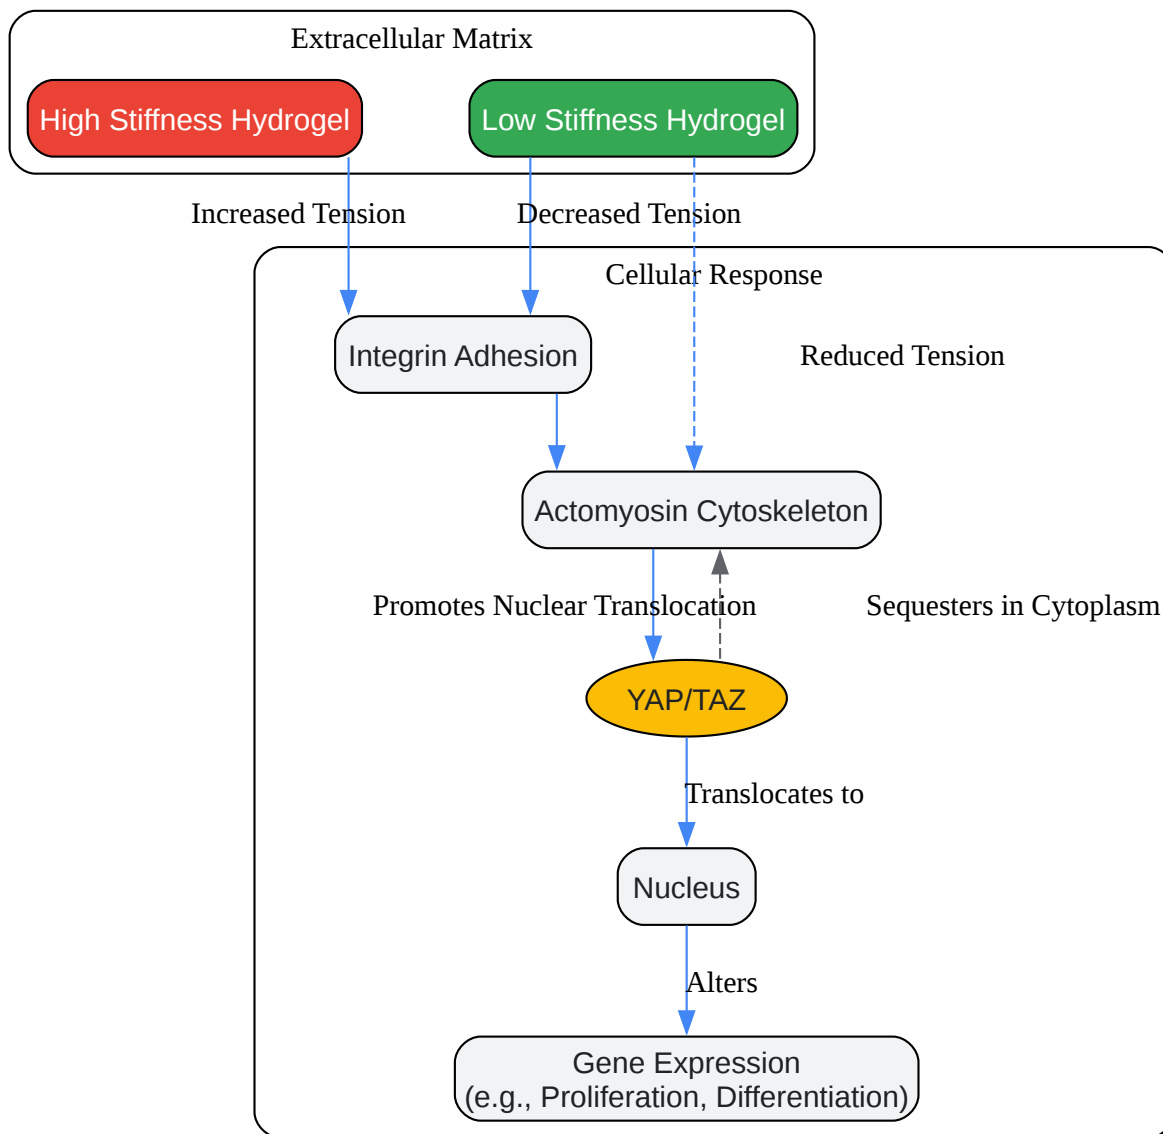 Extracellular Matrix
High Stiffness Hydrogel
Low Stiffness Hydrogel
Increased Tension
Decreased Tension
Cellular Response
Integrin Adhesion
Reduced Tension
Actomyosin Cytoskeleton
Promotes Nuclear Translocation
Sequesters in Cytoplasm
YAP/TAZ
Translocates to
Nucleus
Alters
Gene Expression
(e.g., Proliferation, Differentiation)